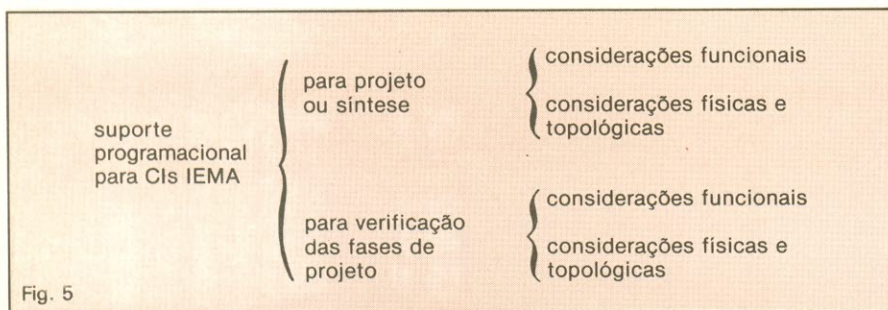 suporte
programacional
para CIs IEMA
para projeto
ou síntese
considerações funcionais
considerações físicas e
topológicas
para verificação
das fases de
projeto
considerações funcionais
considerações físicas e
topológicas
Fig. 5